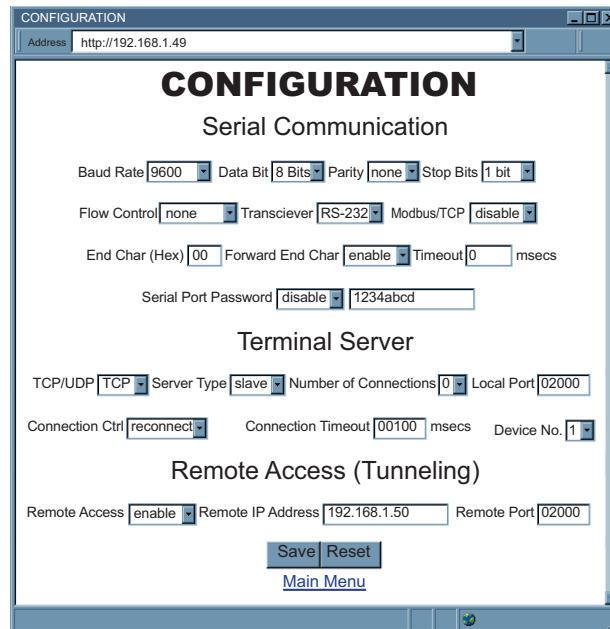 CONFIGURATION
Address http://192.168.1.49
CONFIGURATION
Serial Communication
Baud Rate 9600 Data Bit 8 Bits Parity none Stop Bits 1 bit
Flow Control none Transciever RS-232 Modbus/TCP disable
End Char (Hex) 00 Forward End Char enable Timeout 0 msecs
Serial Port Password disable 1234abcd
Terminal Server
TCP/UDP TCP Server Type slave Number of Connections 0 Local Port 02000
Connection Ctrl reconnect Connection Timeout 00100 msecs Device No. 1
Remote Access (Tunneling)
Remote Access enable Remote IP Address 192.168.1.50 Remote Port 02000
Save Reset
Main Menu